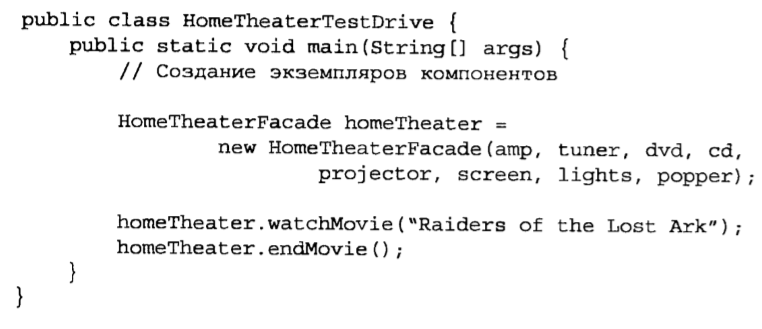 public class HomeTheaterTestDrive {
    public static void main(String[] args) {
        // Создание экземпляров компонентов

        HomeTheaterFacade homeTheater =
                new HomeTheaterFacade(amp, tuner, dvd, cd,
                        projector, screen, lights, popper);

        homeTheater.watchMovie("Raiders of the Lost Ark");
        homeTheater.endMovie();
    }
}